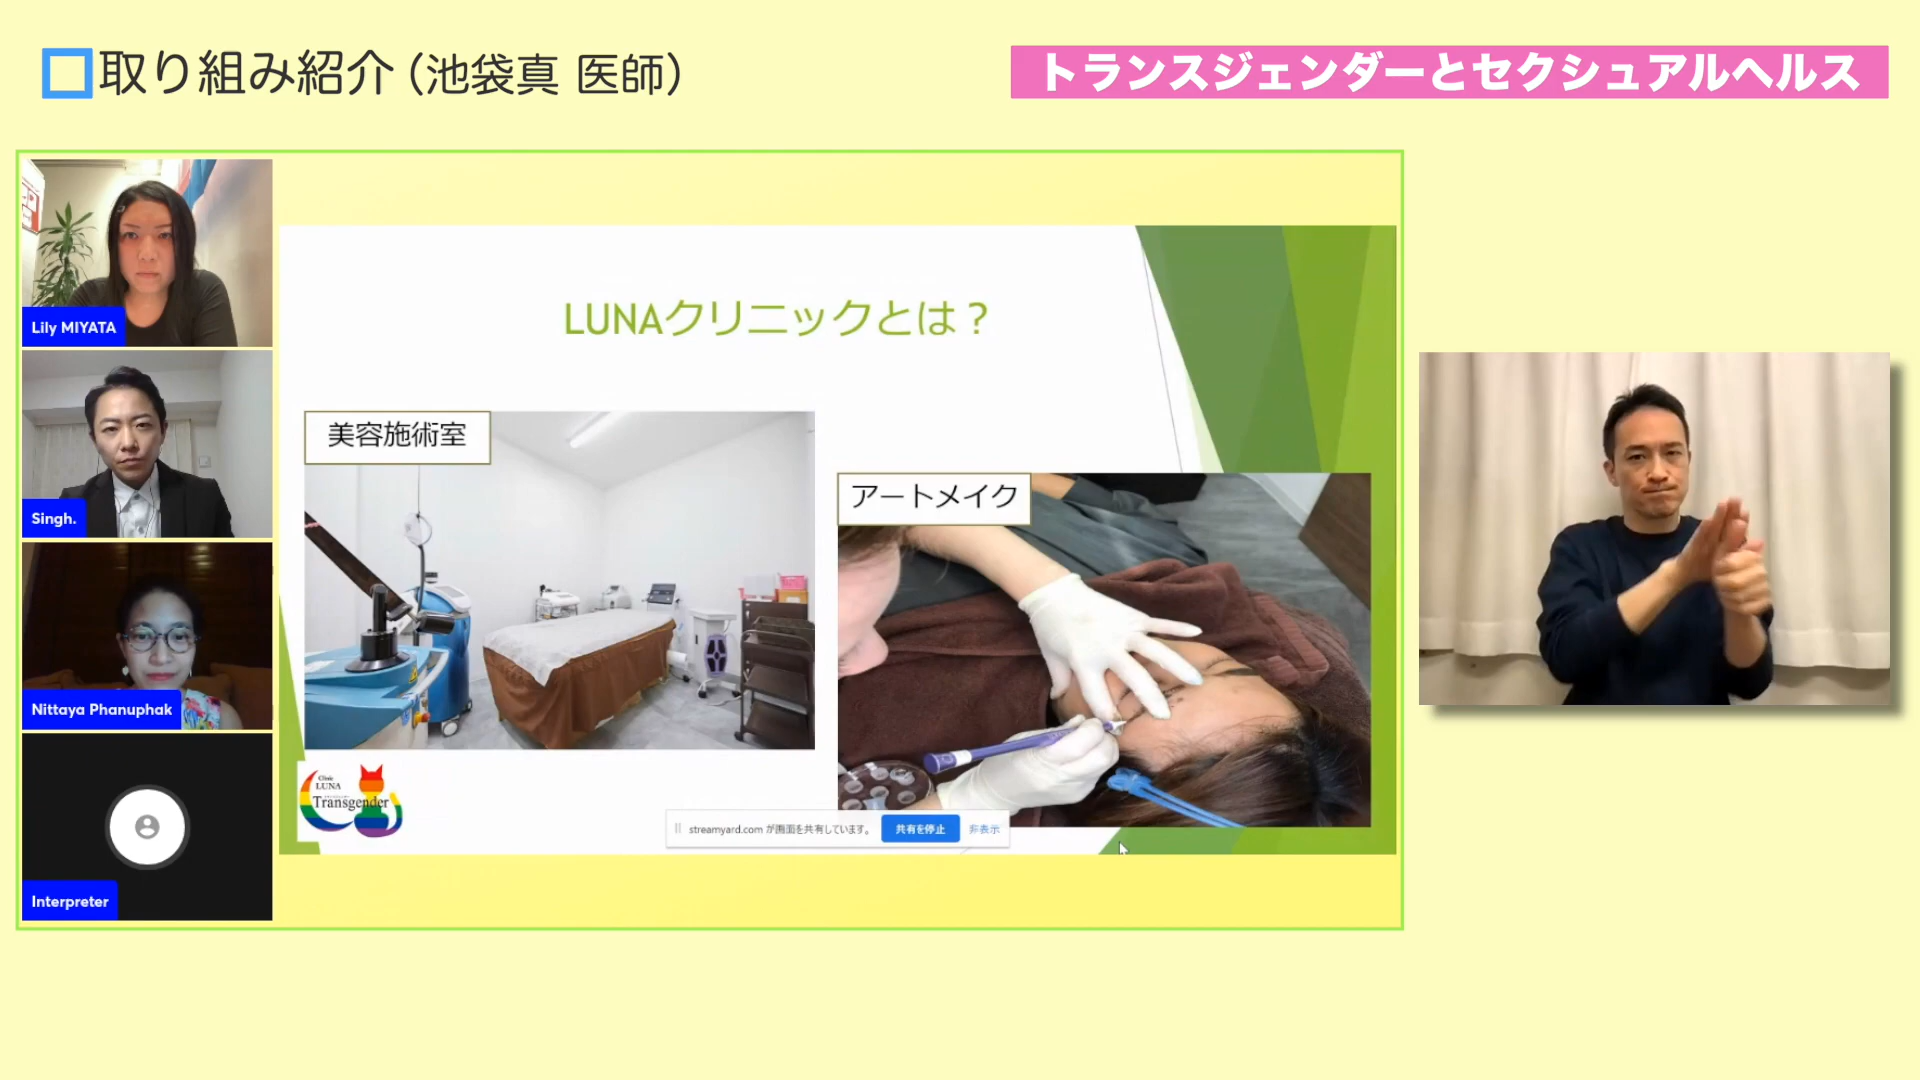 取り組み紹介（池袋真 医師）
トランスジェンダーとセクシュアルヘルス
Lily MIYATA
Singh.
Nittaya Phanuphak
Interpreter
LUNAクリニックとは？
美容施術室
アートメイク
Clinic
LUNA
Transgender
streamyard.com が画面を共有しています。
共有を停止
非表示